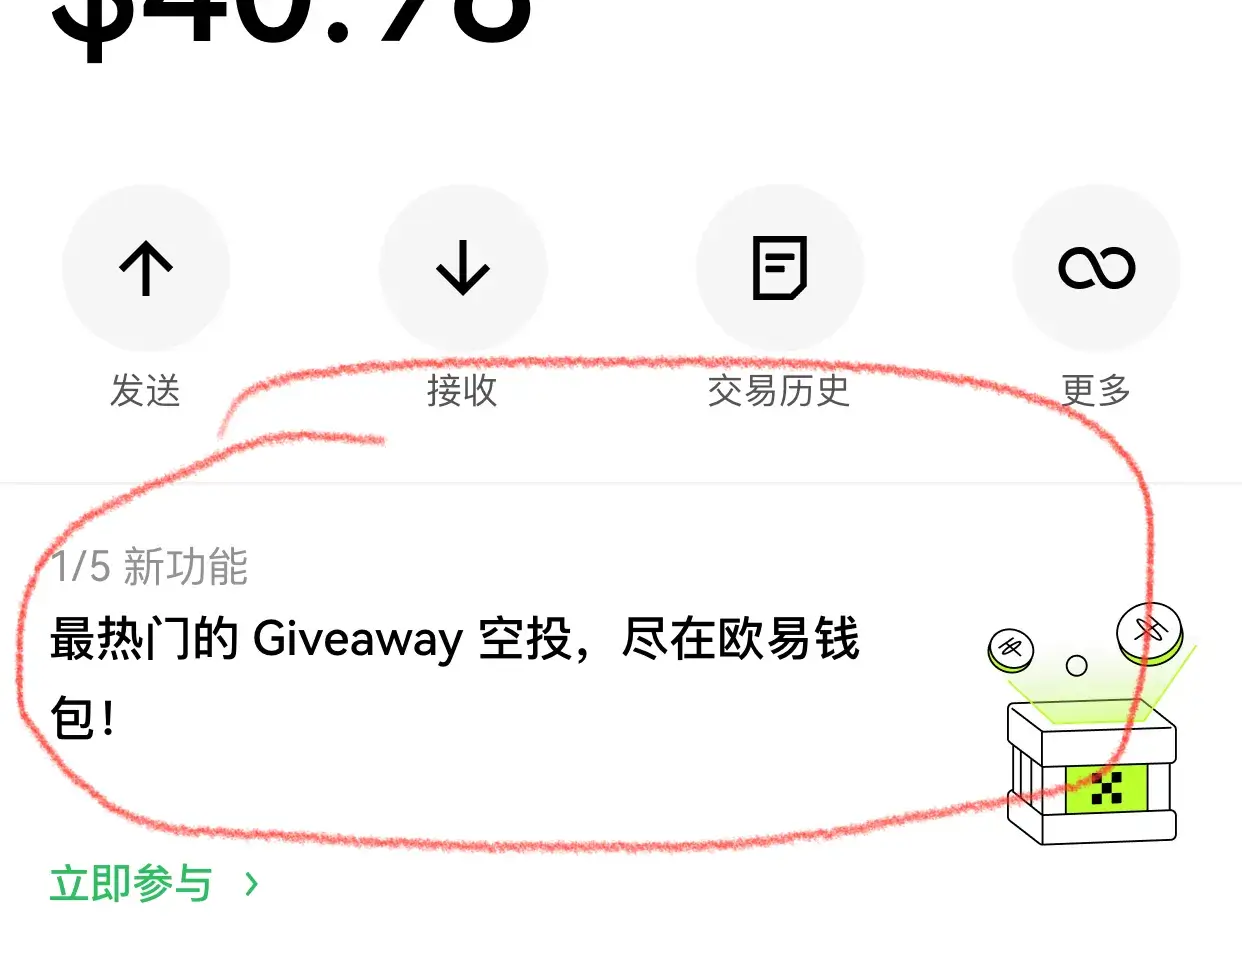 $40.98
发送
接收
交易历史
更多
1/5 新功能
最热门的 Giveaway 空投，尽在欧易钱
包！
立即参与